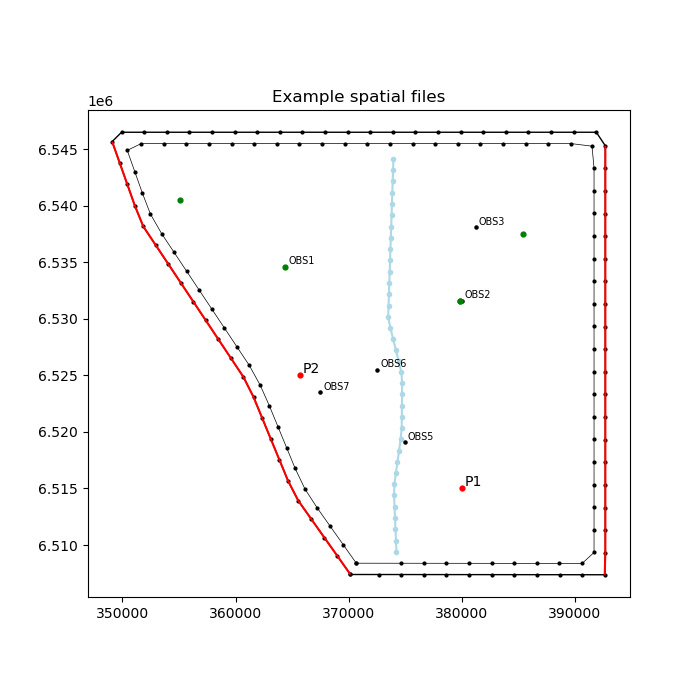 Example spatial files
1e6
6.545
6.540
OBS3
6.535
OBS1
6.530
OBS2
6.525
P2
OBS6
OBS7
6.520
OBS5
6.515
P1
6.510
350000 360000 370000 380000 390000